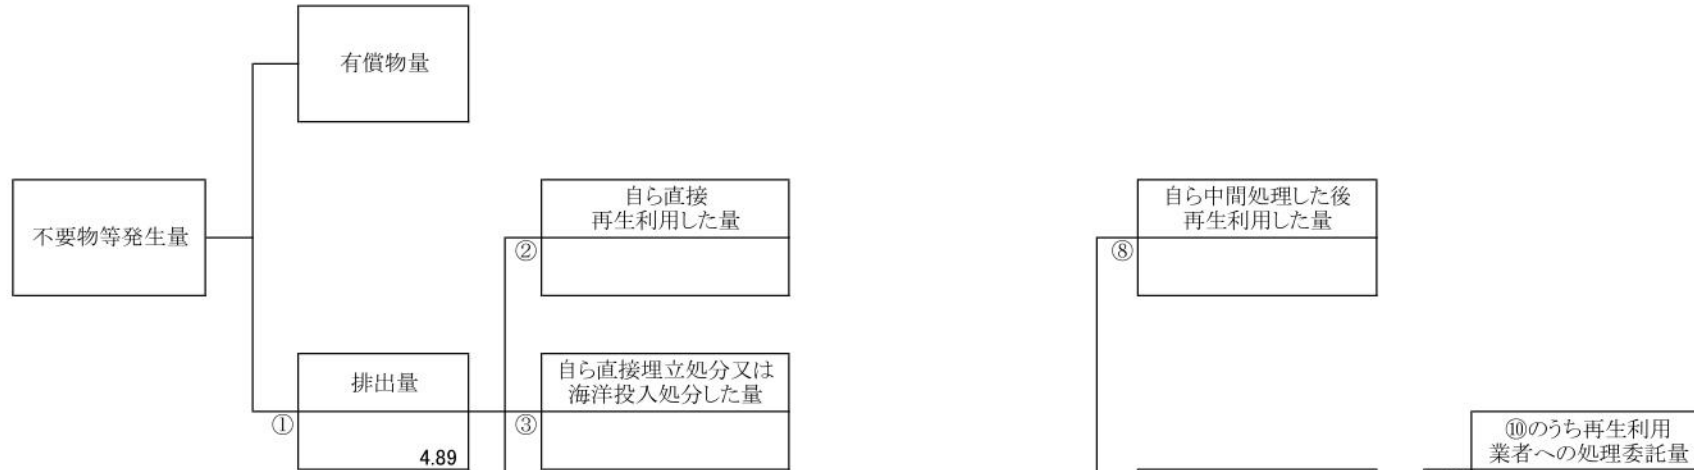 有償物量
不要物等発生量
自ら直接
再生利用した量
②
自ら中間処理した後
再生利用した量
⑧
排出量
①
4.89
自ら直接埋立処分又は
海洋投入処分した量
③
⑩のうち再生利用
業者への処理委託量